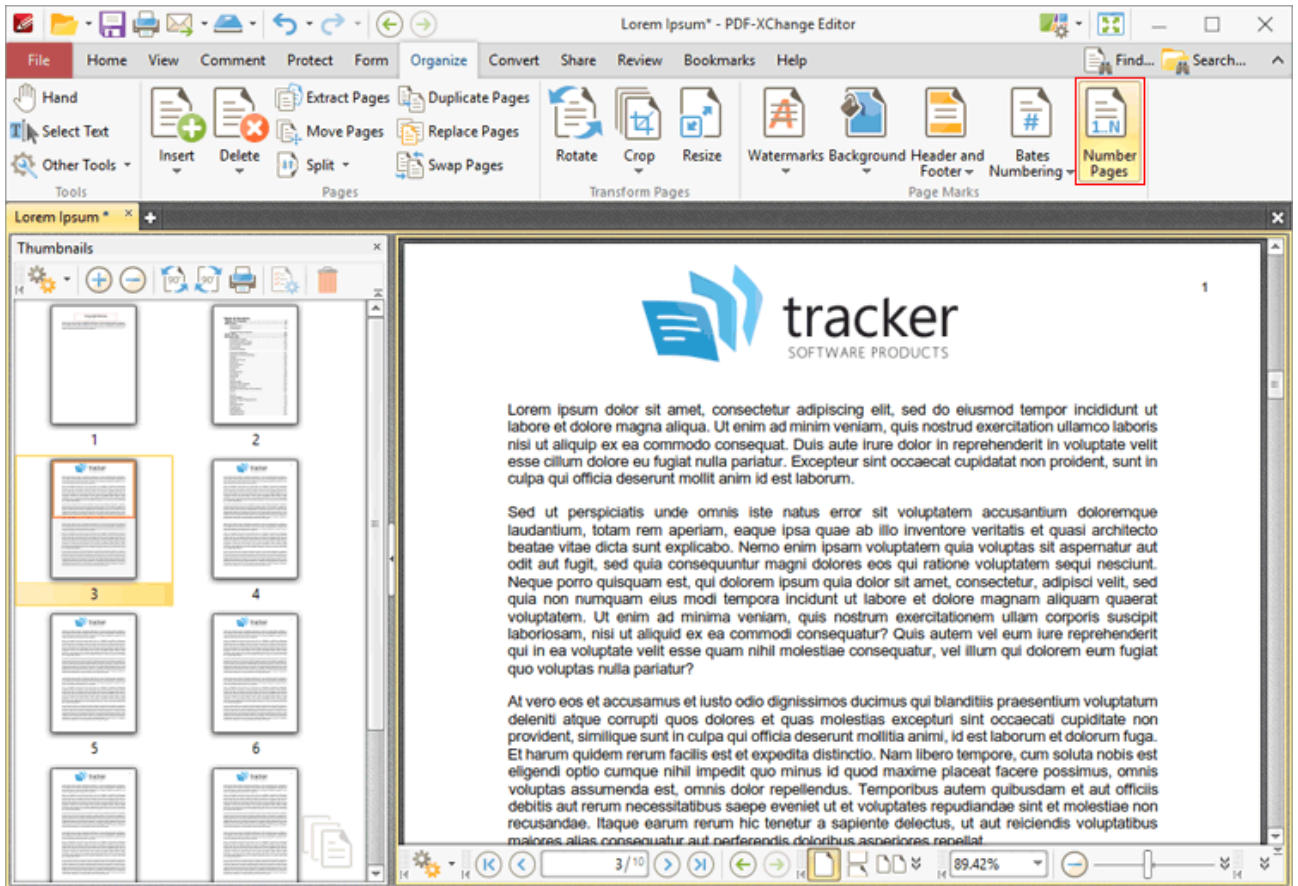 Lorem Ipsum* - PDF-XChange Editor
File Home View Comment Protect Form Organize Convert Share Review Bookmarks Help Find... Search...
Hand
Select Text
Other Tools
Tools
Insert
Delete
Extract Pages
Move Pages
Split
Duplicate Pages
Replace Pages
Swap Pages
Pages
Rotate
Crop
Resize
Transform Pages
Watermarks
Background
Header and
Footer
Bates
Numbering
Page Marks
1..N
Number
Pages
Lorem Ipsum *
Thumbnails
90°
90°
1
2
3
4
5
6
1
tracker
SOFTWARE PRODUCTS
Lorem ipsum dolor sit amet, consectetur adipiscing elit, sed do eiusmod tempor incididunt ut
labore et dolore magna aliqua. Ut enim ad minim veniam, quis nostrud exercitation ullamco laboris
nisi ut aliquip ex ea commodo consequat. Duis aute irure dolor in reprehenderit in voluptate velit
esse cillum dolore eu fugiat nulla pariatur. Excepteur sint occaecat cupidatat non proident, sunt in
culpa qui officia deserunt mollit anim id est laborum.
Sed ut perspiciatis unde omnis iste natus error sit voluptatem accusantium doloremque
laudantium, totam rem aperiam, eaque ipsa quae ab illo inventore veritatis et quasi architecto
beatae vitae dicta sunt explicabo. Nemo enim ipsam voluptatem quia voluptas sit aspernatur aut
odit aut fugit, sed quia consequuntur magni dolores eos qui ratione voluptatem sequi nesciunt.
Neque porro quisquam est, qui dolorem ipsum quia dolor sit amet, consectetur, adipisci velit, sed
quia non numquam eius modi tempora incidunt ut labore et dolore magnam aliquam quaerat
voluptatem. Ut enim ad minima veniam, quis nostrum exercitationem ullam corporis suscipit
laboriosam, nisi ut aliquid ex ea commodi consequatur? Quis autem vel eum iure reprehenderit
qui in ea voluptate velit esse quam nihil molestiae consequatur, vel illum qui dolorem eum fugiat
quo voluptas nulla pariatur?
At vero eos et accusamus et iusto odio dignissimos ducimus qui blanditiis praesentium voluptatum
deleniti atque corrupti quos dolores et quas molestias excepturi sint occaecati cupiditate non
provident, similique sunt in culpa qui officia deserunt mollitia animi, id est laborum et dolorum fuga.
Et harum quidem rerum facilis est et expedita distinctio. Nam libero tempore, cum soluta nobis est
eligendi optio cumque nihil impedit quo minus id quod maxime placeat facere possimus, omnis
voluptas assumenda est, omnis dolor repellendus. Temporibus autem quibusdam et aut officiis
debitis aut rerum necessitatibus saepe eveniet ut et voluptates repudiandae sint et molestiae non
recusandae. Itaque earum rerum hic tenetur a sapiente delectus, ut aut reiciendis voluptatibus
maiores alias consequatur aut perferendis doloribus asperiores repellat.
3/10
89.42%